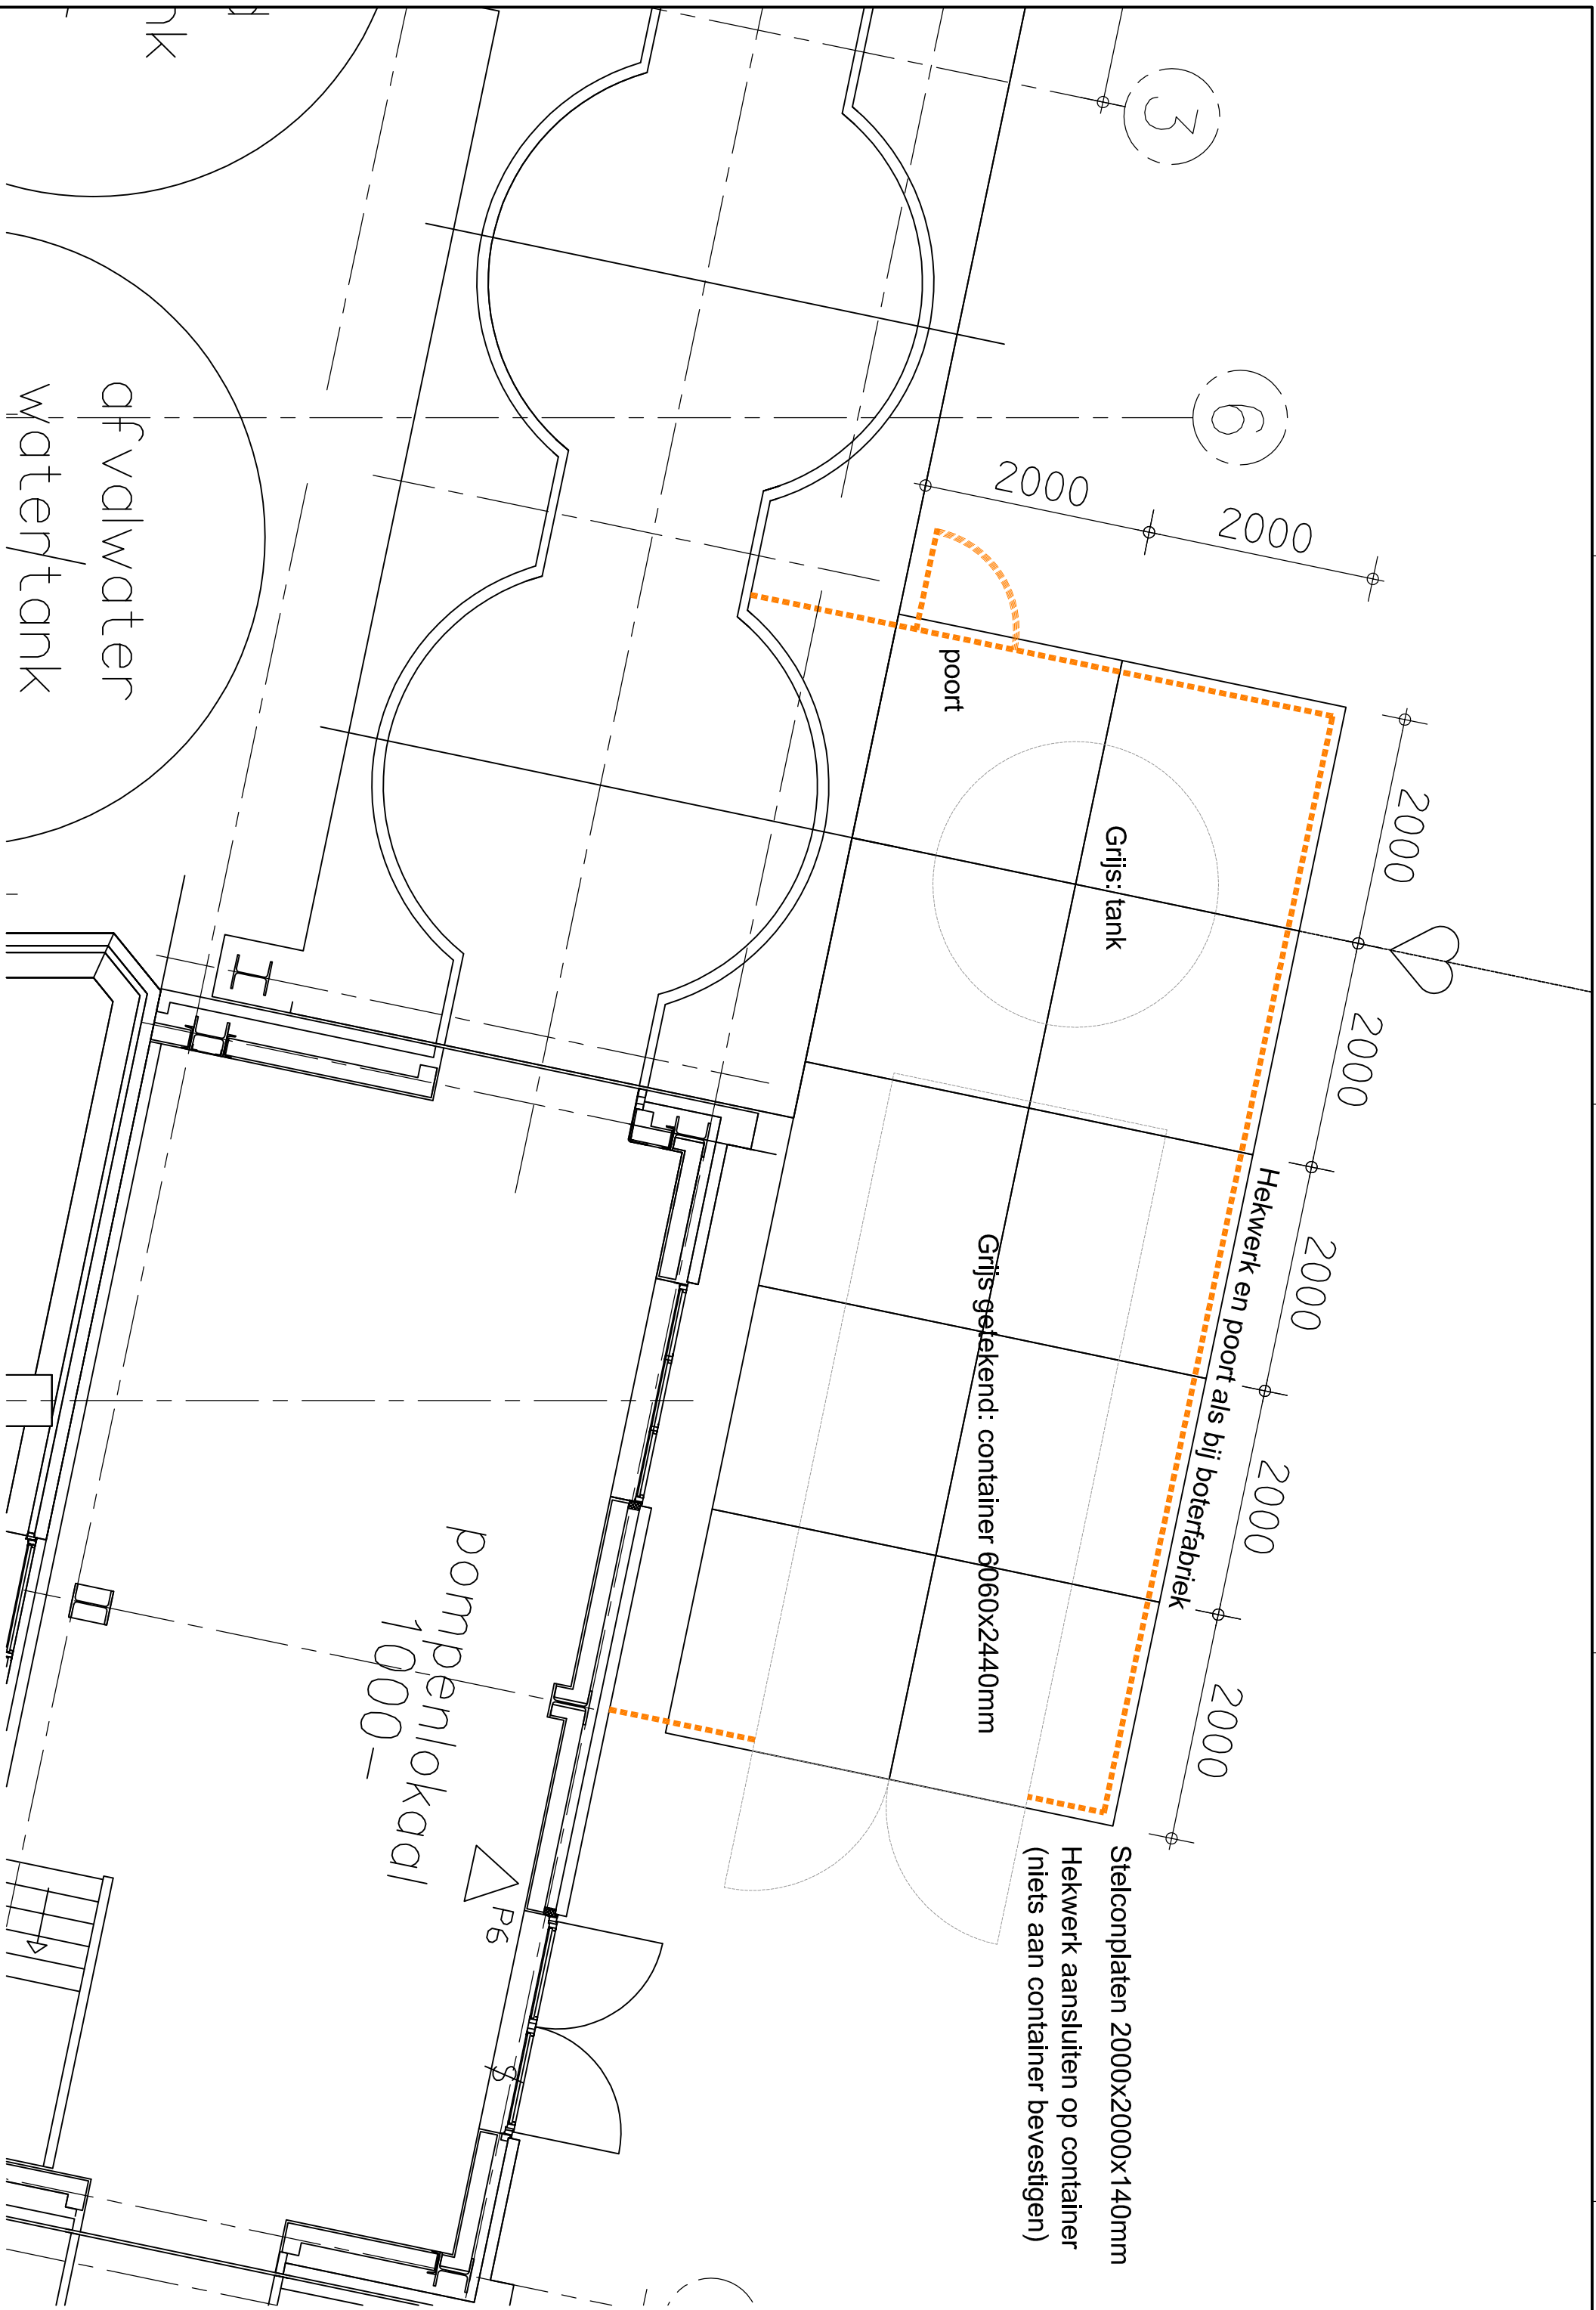 3
6
2000
2000
poort
2000
2000
2000
2000
2000
Grijs: tank
Hekwerk en poort als bij boterfabriek
Grijs getekend: container 6060x2440mm
Stelconplaten 2000x2000x140mm
Hekwerk aansluiten op container
(niets aan container bevestigen)
afvalwater
watertank
nk
pompenlokaal
1000-
P6
S